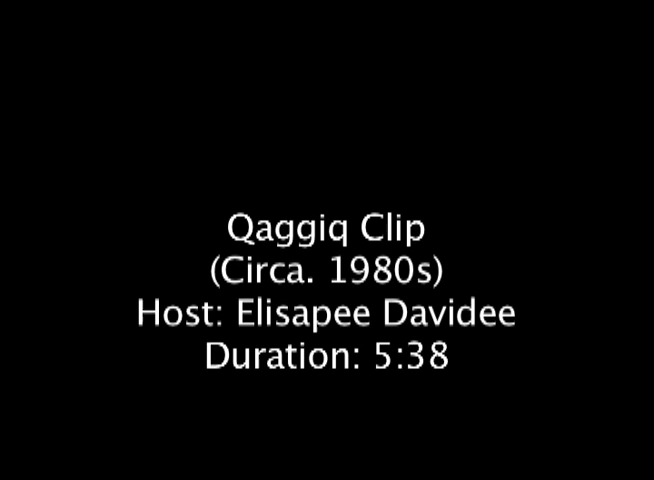 Qaggiq Clip
(Circa. 1980s)
Host: Elisapee Davidee
Duration: 5:38